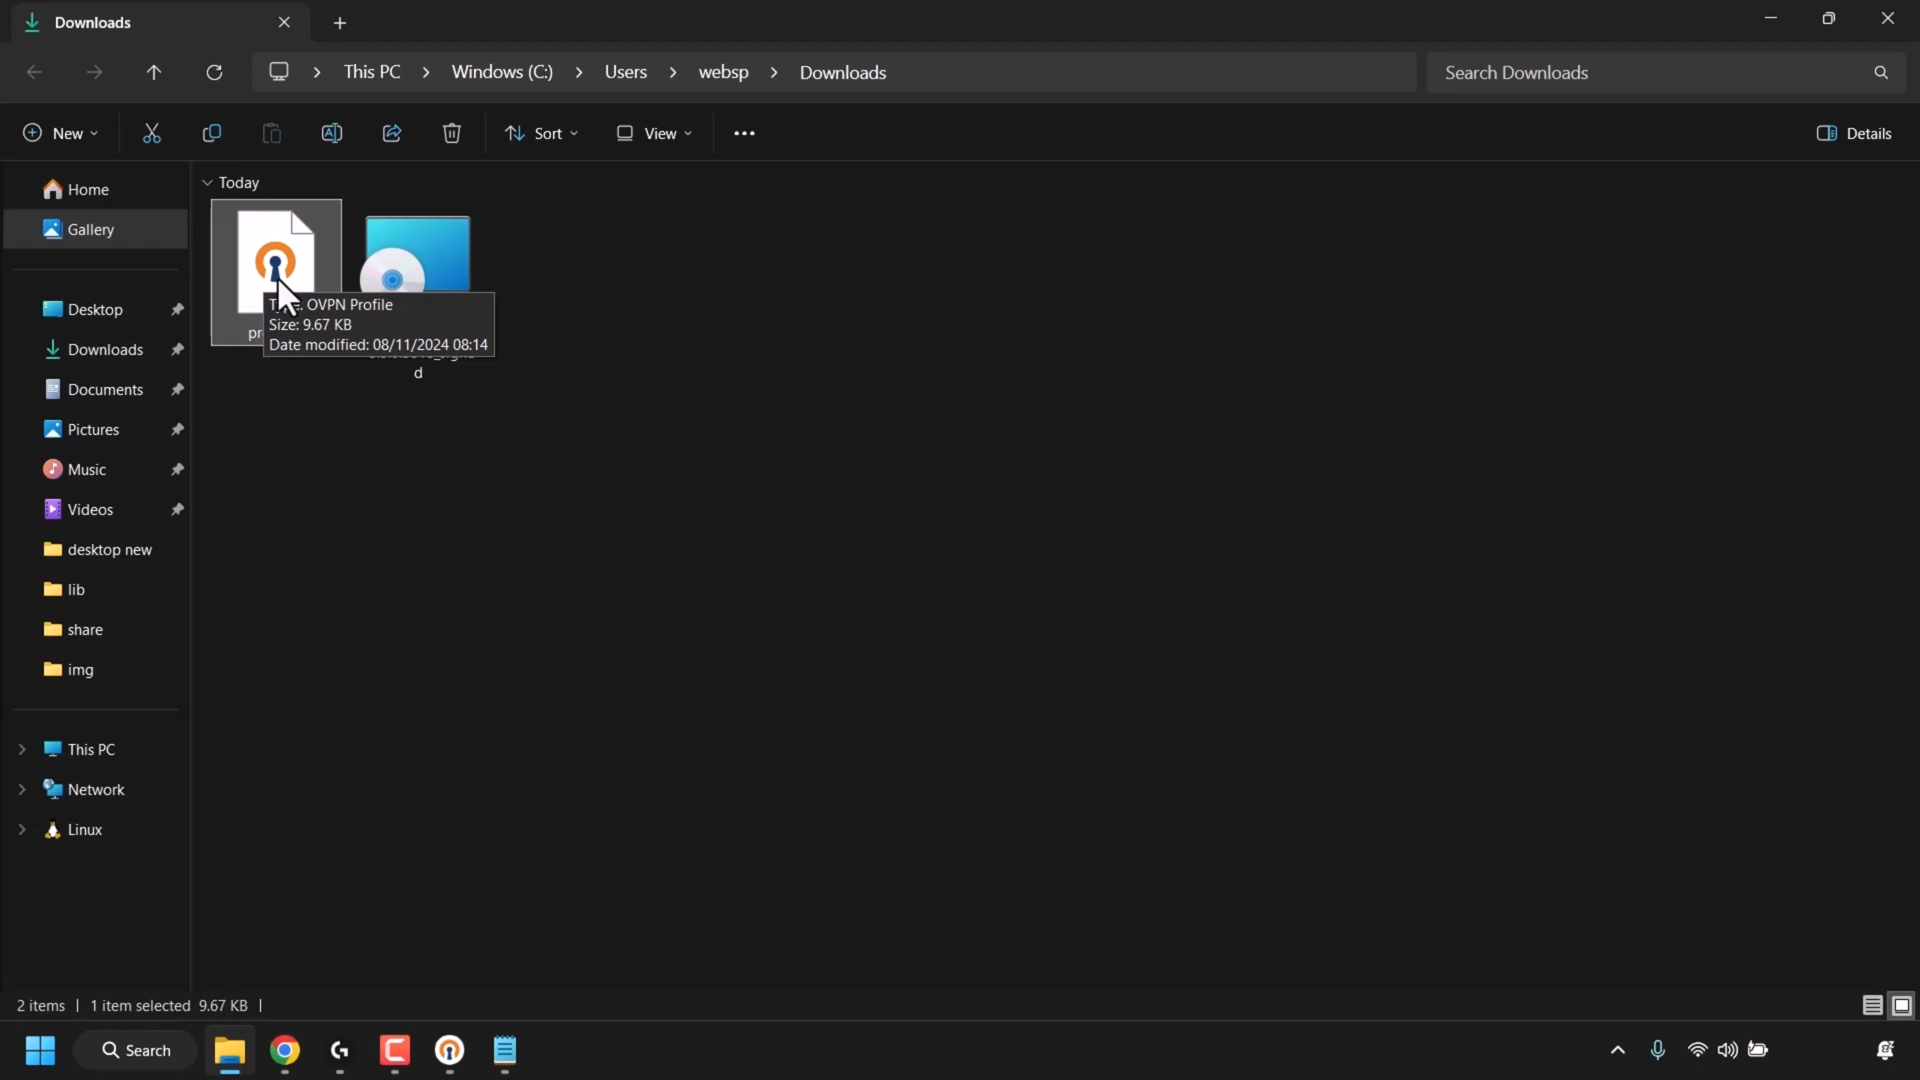 Downloads
This PC
Windows (C:)
Users
websp
Downloads
Search Downloads
New
Sort
View
Details
Home
Gallery
Desktop
Downloads
Documents
Pictures
Music
Videos
desktop new
lib
share
img
This PC
Network
Linux
Today
OVPN Profile
Size: 9.67 KB
Date modified: 08/11/2024 08:14
d
2 items
1 item selected 9.67 KB
Search